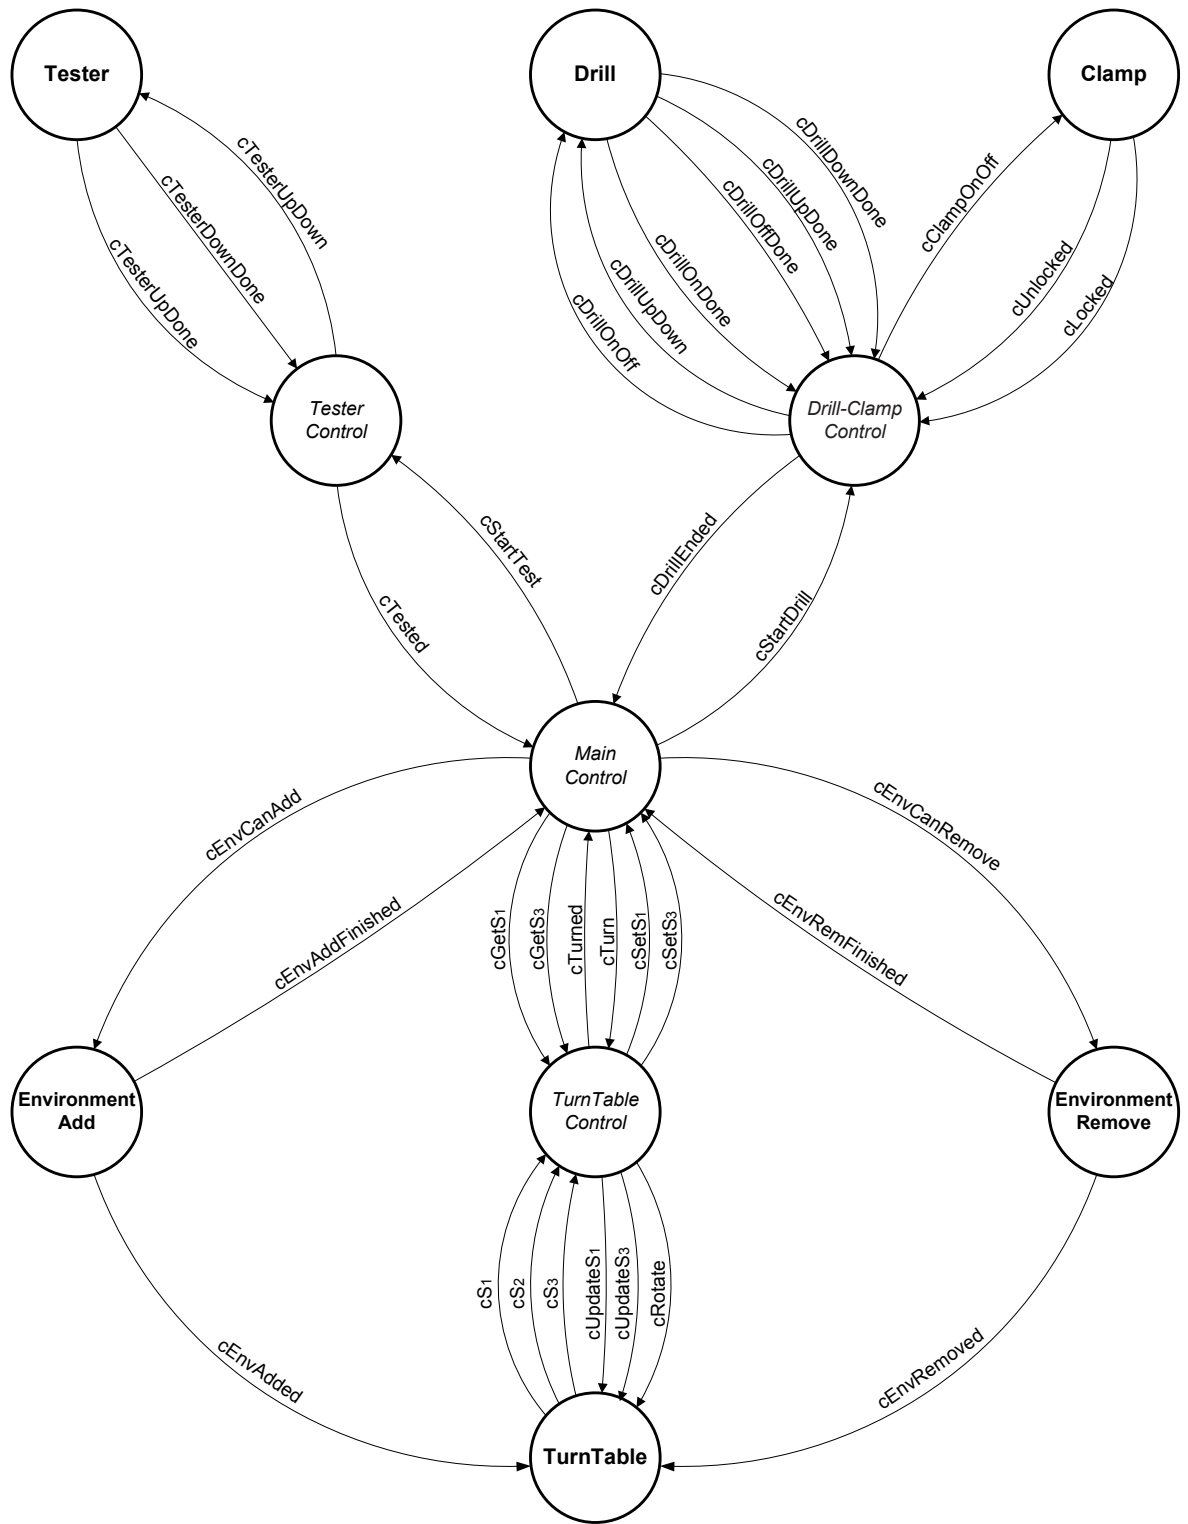 Tester
Drill
Clamp
cTesterUpDown
cTesterDownDone
cTesterUpDone
cDrillDownDone
cDrillUpDone
cDrillOffDone
cDrillOnDone
cDrillUpDown
cDrillOnOff
cClampOnOff
cUnlocked
cLocked
Tester
Control
Drill-Clamp
Control
cStartTest
cTested
cDrillEnded
cStartDrill
Main
Control
cEnvCanAdd
cEnvAddFinished
cGetS1
cGetS3
cTurned
cTurn
cSetS1
cSetS3
cEnvCanRemove
cEnvRemFinished
Environment
Add
TurnTable
Control
Environment
Remove
cS1
cS2
cS3
cUpdateS1
cUpdateS3
cRotate
cEnvAdded
cEnvRemoved
TurnTable